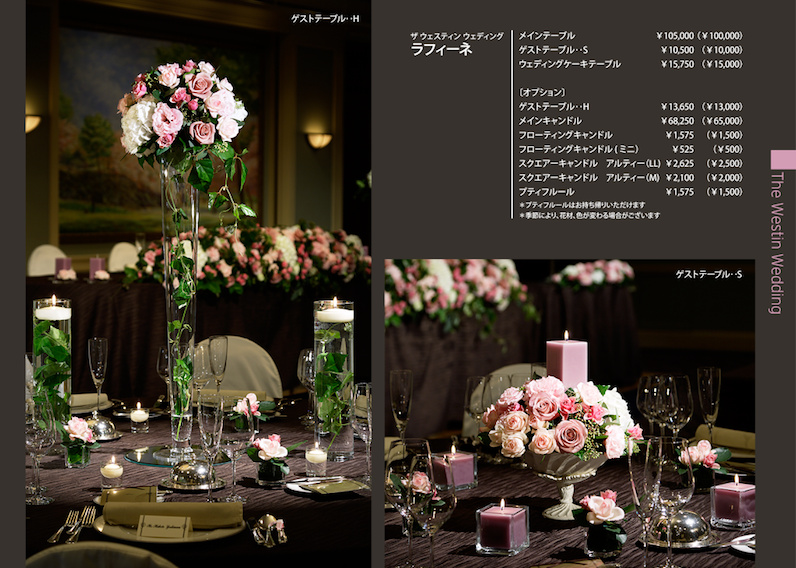 ゲストテーブル‥H
ザ ウェスティン ウェディング
ラフィーネ
メインテーブル ￥105,000 (￥100,000)
ゲストテーブル‥S ￥10,500 (￥10,000)
ウェディングケーキテーブル ￥15,750 (￥15,000)
[オプション]
ゲストテーブル‥H ￥13,650 (￥13,000)
メインキャンドル ￥68,250 (￥65,000)
フローティングキャンドル ￥1,575 (￥1,500)
フローティングキャンドル (ミニ) ￥525 (￥500)
スクエアーキャンドル アルティー(LL) ￥2,625 (￥2,500)
スクエアーキャンドル アルティー(M) ￥2,100 (￥2,000)
プティフルール ￥1,575 (￥1,500)
＊プティフルールはお持ち帰りいただけます
＊季節により、花材、色が変わる場合がございます
The Westin Wedding
ゲストテーブル‥S